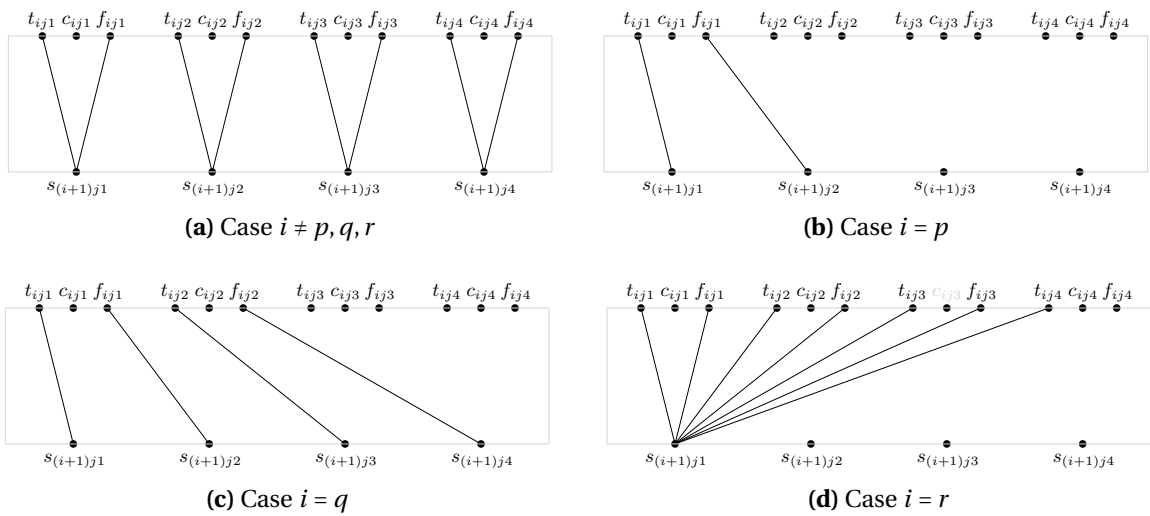 t_{ij1} c_{ij1} f_{ij1} t_{ij2} c_{ij2} f_{ij2} t_{ij3} c_{ij3} f_{ij3} t_{ij4} c_{ij4} f_{ij4}
s_{(i+1)j1} s_{(i+1)j2} s_{(i+1)j3} s_{(i+1)j4}
(a) Case i ≠ p, q, r
t_{ij1} c_{ij1} f_{ij1} t_{ij2} c_{ij2} f_{ij2} t_{ij3} c_{ij3} f_{ij3} t_{ij4} c_{ij4} f_{ij4}
s_{(i+1)j1} s_{(i+1)j2} s_{(i+1)j3} s_{(i+1)j4}
(b) Case i = p
t_{ij1} c_{ij1} f_{ij1} t_{ij2} c_{ij2} f_{ij2} t_{ij3} c_{ij3} f_{ij3} t_{ij4} c_{ij4} f_{ij4}
s_{(i+1)j1} s_{(i+1)j2} s_{(i+1)j3} s_{(i+1)j4}
(c) Case i = q
t_{ij1} c_{ij1} f_{ij1} t_{ij2} c_{ij2} f_{ij2} t_{ij3} c_{ij3} f_{ij3} t_{ij4} c_{ij4} f_{ij4}
s_{(i+1)j1} s_{(i+1)j2} s_{(i+1)j3} s_{(i+1)j4}
(d) Case i = r